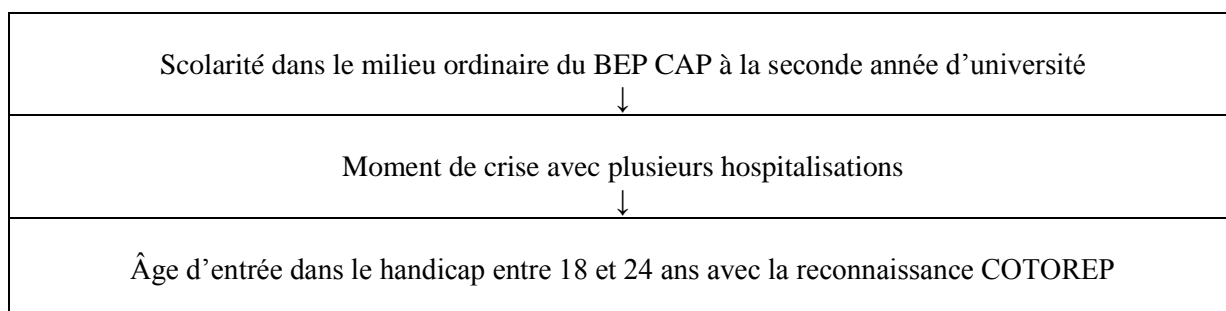 Scolarité dans le milieu ordinaire du BEP CAP à la seconde année d’université
↓
Moment de crise avec plusieurs hospitalisations
↓
Âge d’entrée dans le handicap entre 18 et 24 ans avec la reconnaissance COTOREP